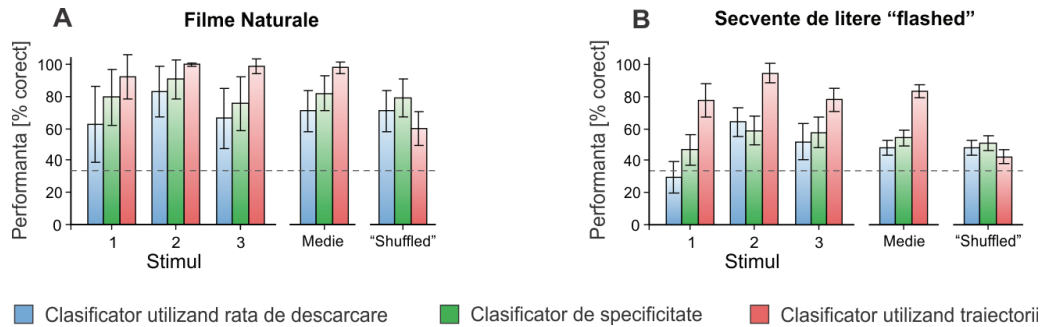 A
Filme Naturale
Performanta [% corect]
100
80
60
40
20
0
1
2
3
Medie
“Shuffled”
Stimul
B
Secvente de litere “flashed”
Performanta [% corect]
100
80
60
40
20
0
1
2
3
Medie
“Shuffled”
Stimul
Clasificator utilizand rata de descarcare
Clasificator de specificitate
Clasificator utilizand traiectorii